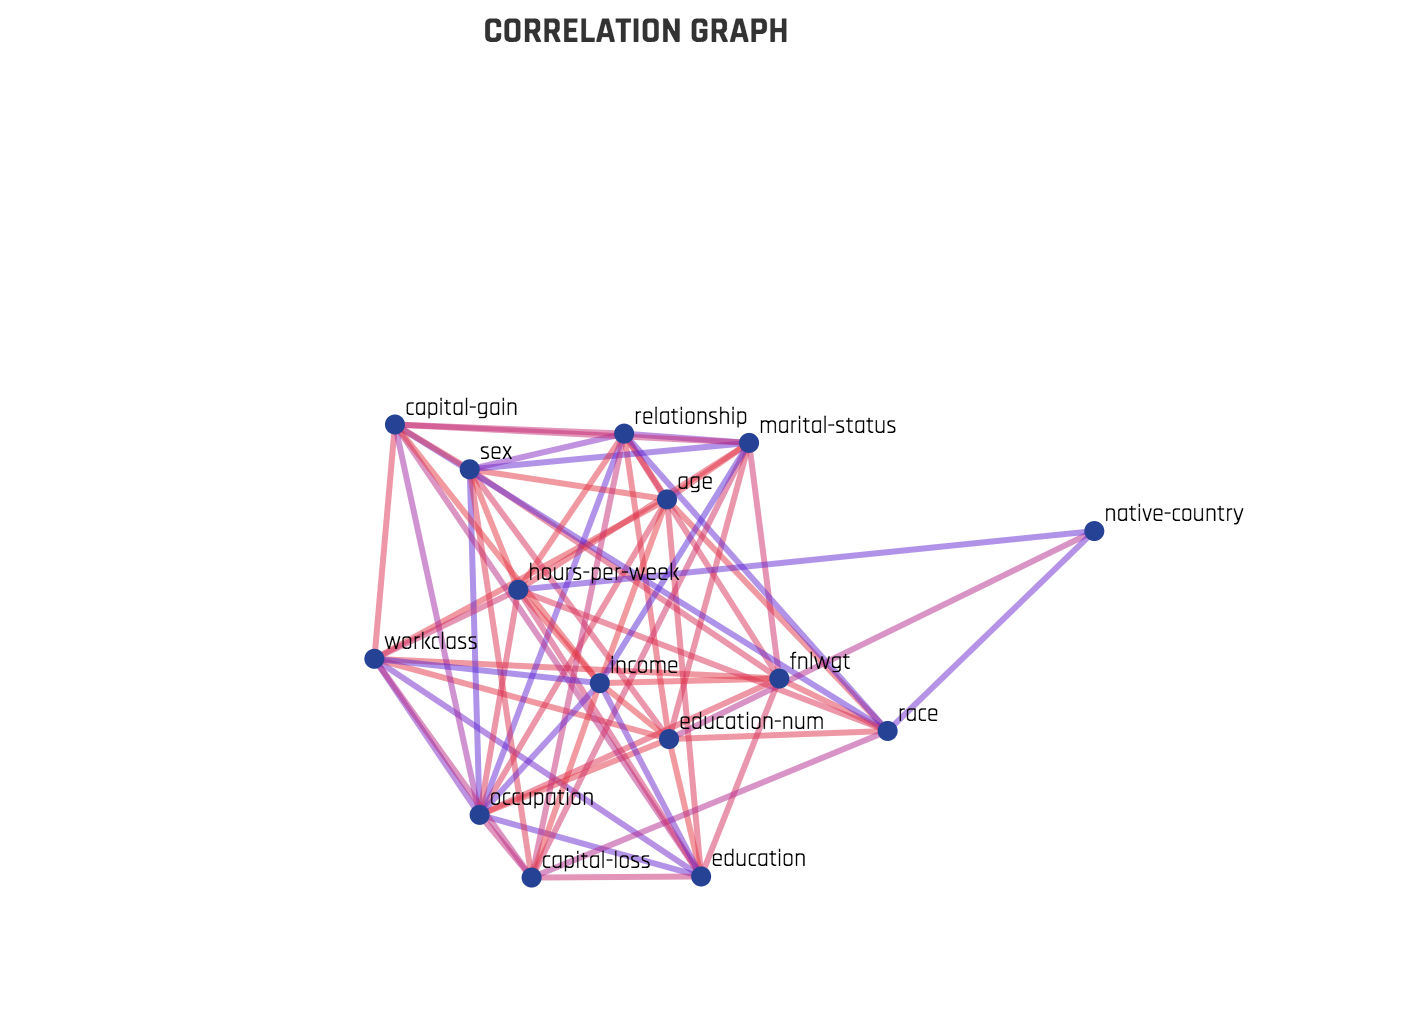 CORRELATION GRAPH
capital-gain
relationship
marital-status
sex
age
native-country
hours-per-week
workclass
income
fnlwgt
race
education-num
occupation
capital-loss
education